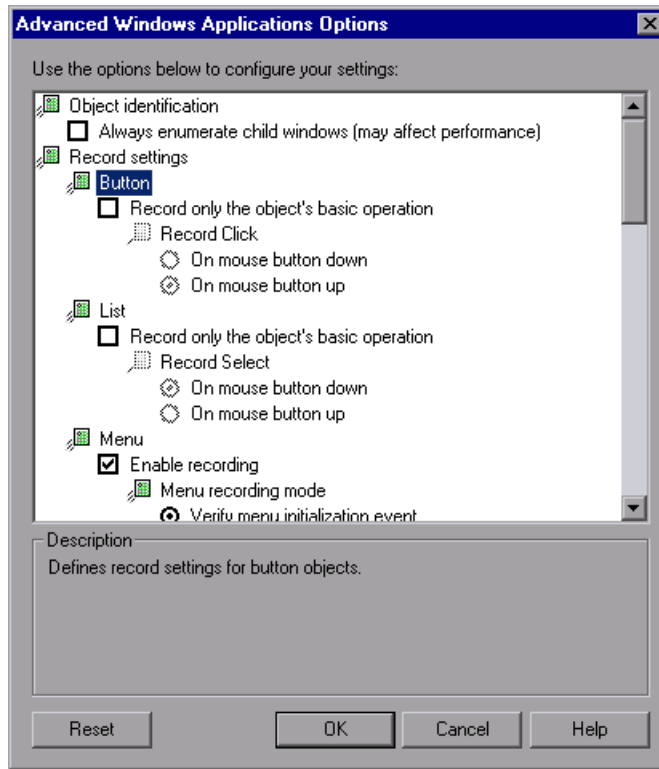 Advanced Windows Applications Options
Use the options below to configure your settings:
Object identification
Always enumerate child windows (may affect performance)
Record settings
Button
Record only the object's basic operation
Record Click
On mouse button down
On mouse button up
List
Record only the object's basic operation
Record Select
On mouse button down
On mouse button up
Menu
Enable recording
Menu recording mode
Verify menu initialization event
Description
Defines record settings for button objects.
Reset OK Cancel Help